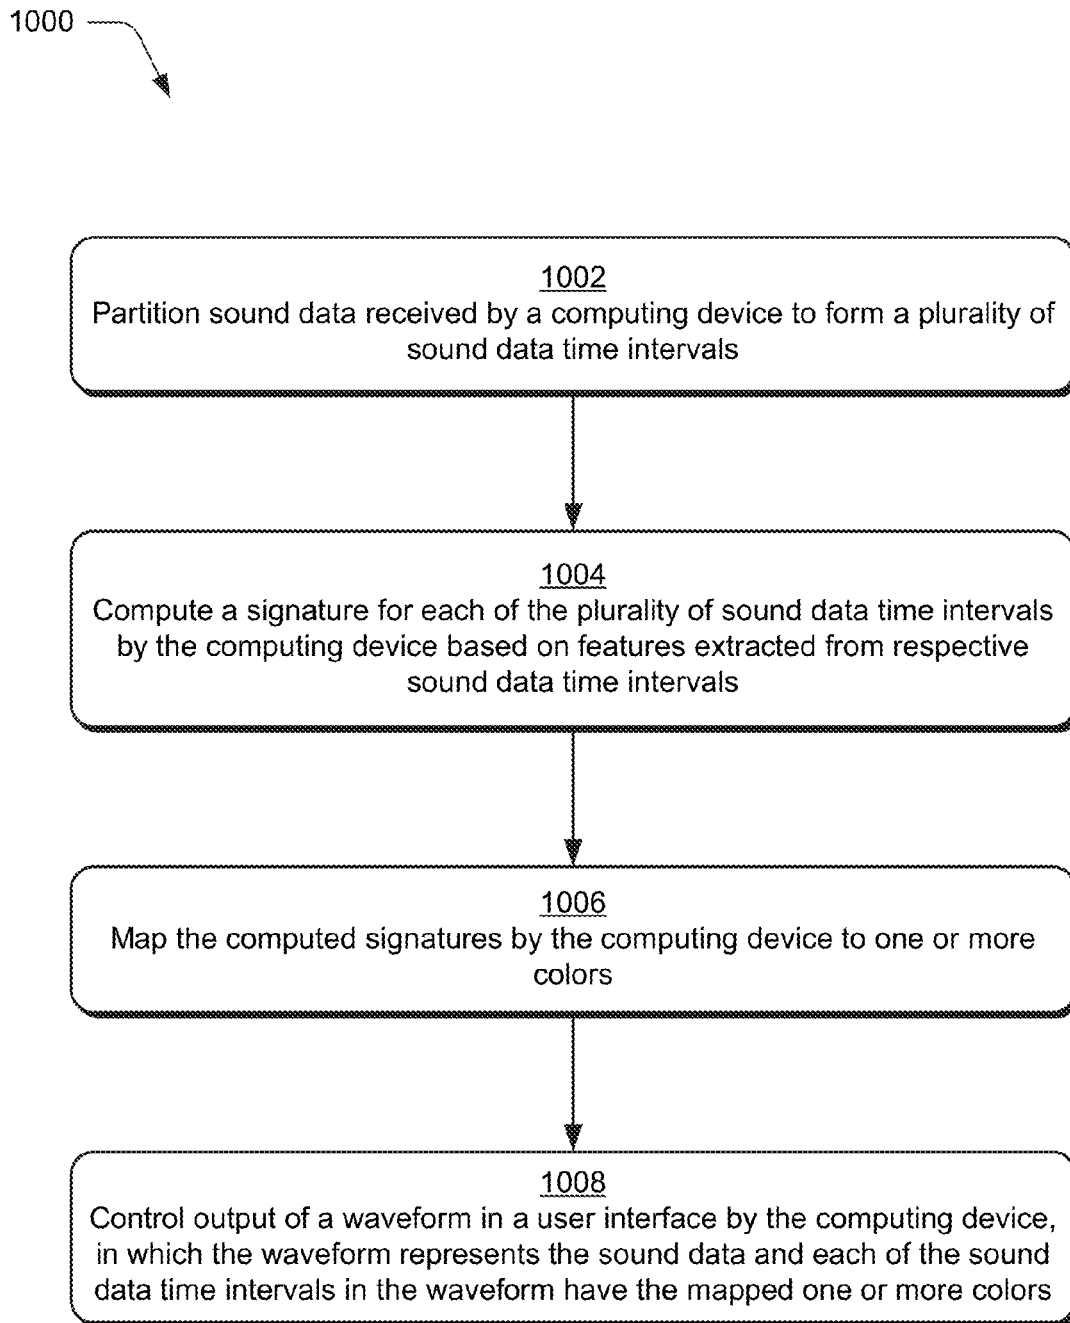 1000
1002
Partition sound data received by a computing device to form a plurality of
sound data time intervals
1004
Compute a signature for each of the plurality of sound data time intervals
by the computing device based on features extracted from respective
sound data time intervals
1006
Map the computed signatures by the computing device to one or more
colors
1008
Control output of a waveform in a user interface by the computing device,
in which the waveform represents the sound data and each of the sound
data time intervals in the waveform have the mapped one or more colors